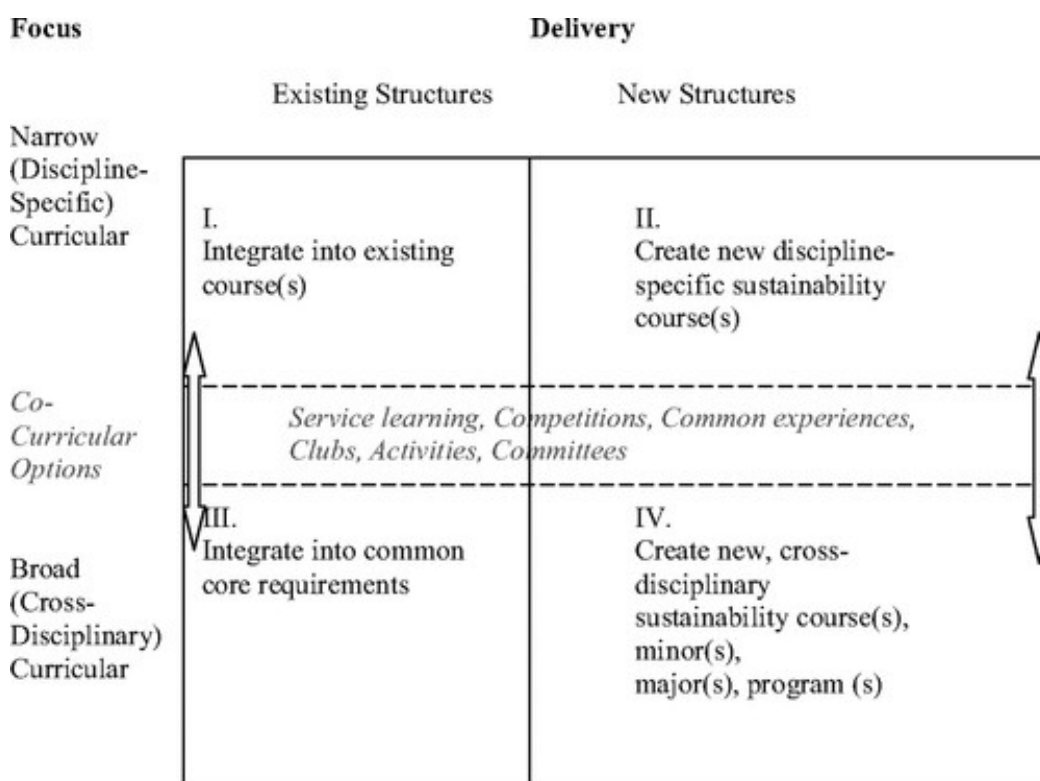 Focus
Delivery
Existing Structures
New Structures
Narrow
(Discipline-
Specific)
Curricular
I.
Integrate into existing
course(s)
II.
Create new discipline-
specific sustainability
course(s)
Co-
Curricular
Options
Service learning, Competitions, Common experiences,
Clubs, Activities, Committees
Broad
(Cross-
Disciplinary)
Curricular
III.
Integrate into common
core requirements
IV.
Create new, cross-
disciplinary
sustainability course(s),
minor(s),
major(s), program (s)